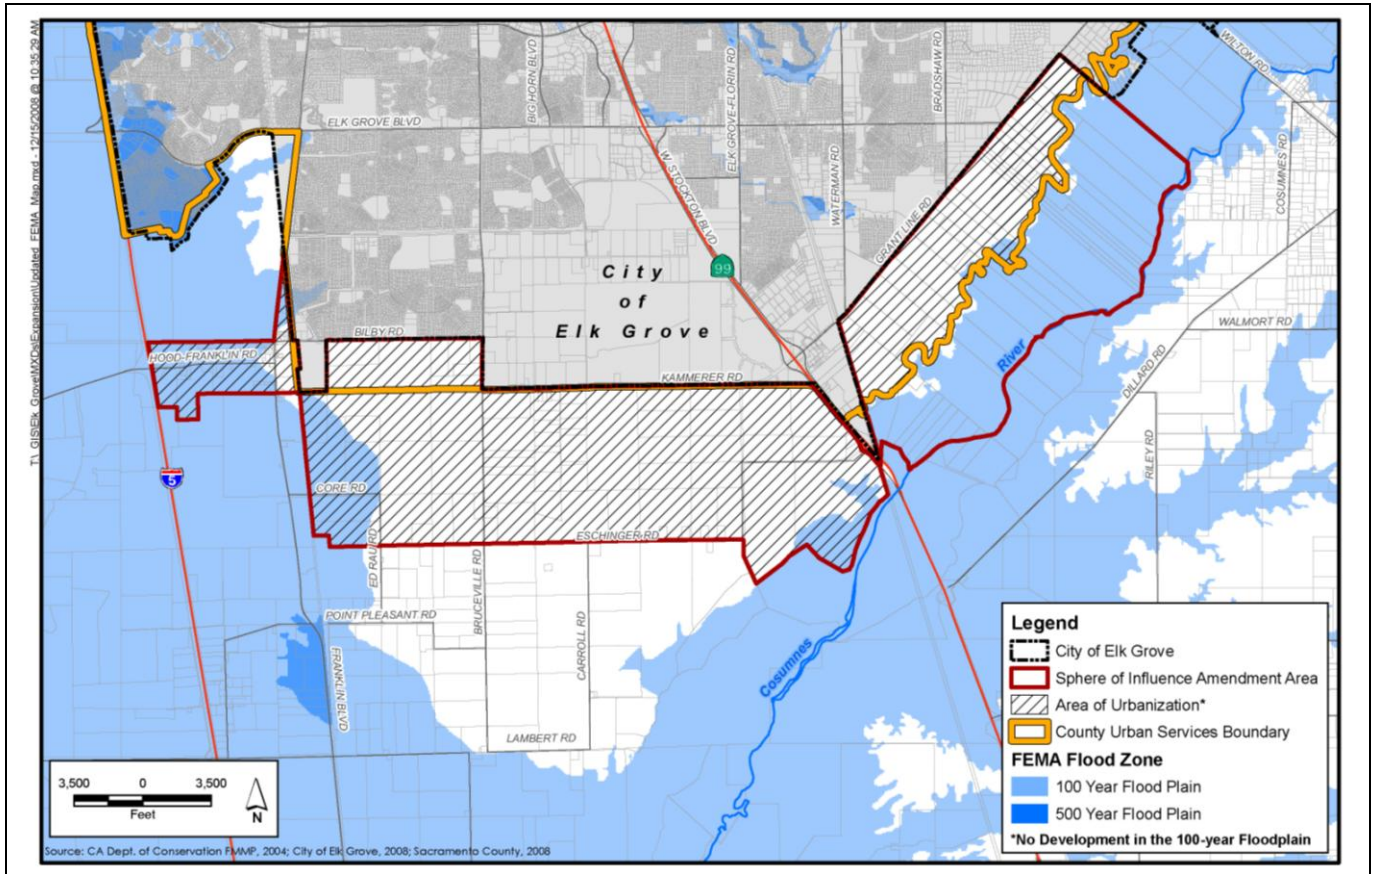 T:\_GIS\Elk_Grove\MXDs\Expansion\Updated_FEMA_Map.mxd - 12/15/2008 @ 10:35:29 AM
WILTON RD
BIG HORN BLVD
ELK GROVE-FLORIN RD
BRADSHAW RD
ELK GROVE BLVD
W. STOCKTON BLVD
WATERMAN RD
COSUMNES RD
GRANT LINE RD
99
City
of
Elk Grove
BILBY RD
WALMORT RD
HOOD-FRANKLIN RD
River
KAMMERER RD
DILLARD RD
RILEY RD
5
CORE RD
ESCHINGER RD
ED RAU RD
BRUCEVILLE RD
POINT PLEASANT RD
CARROLL RD
FRANKLIN BLVD
Cosumnes
LAMBERT RD
Legend
City of Elk Grove
Sphere of Influence Amendment Area
Area of Urbanization*
County Urban Services Boundary
FEMA Flood Zone
100 Year Flood Plain
500 Year Flood Plain
*No Development in the 100-year Floodplain
3,500 0 3,500
Feet
N
Source: CA Dept. of Conservation FMMP, 2004; City of Elk Grove, 2008; Sacramento County, 2008